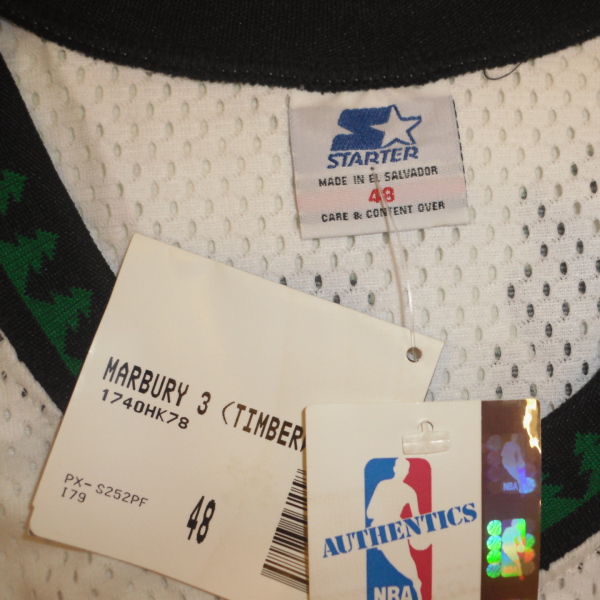 STARTER
MADE IN EL SALVADOR
48
CARE & CONTENT OVER
MARBURY 3 (TIMBER
1740HK78
PX-S252PF
I79
48
AUTHENTICS
NBA
NBA